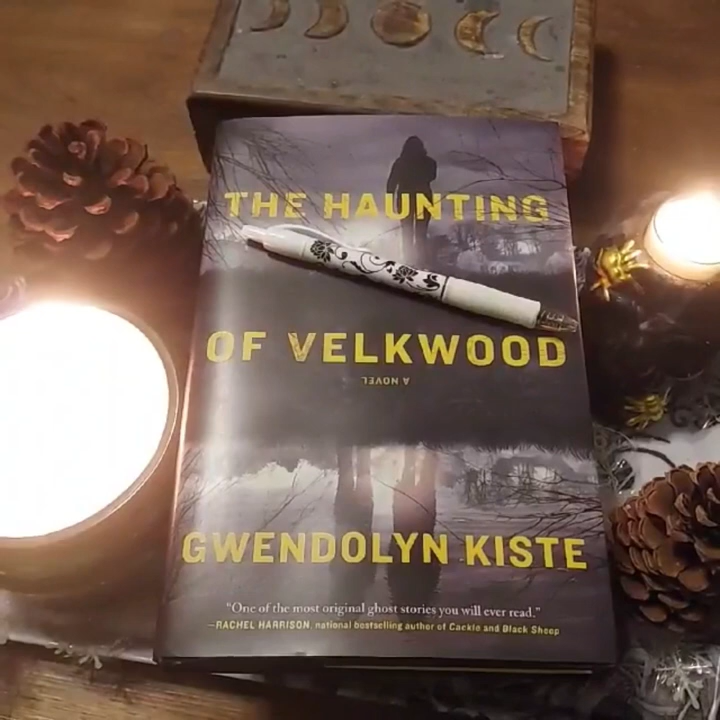 THE HAUNTING
OF VELKWOOD
A NOVEL
GWENDOLYN KISTE
"One of the most original ghost stories you will ever read."
—RACHEL HARRISON, national bestselling author of Cackle and Black Sheep